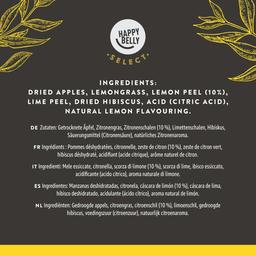 HAPPY
BELLY
• SELECT •
INGREDIENTS:
DRIED APPLES, LEMONGRASS, LEMON PEEL (10%),
LIME PEEL, DRIED HIBISCUS, ACID (CITRIC ACID),
NATURAL LEMON FLAVOURING.
DE Zutaten: Getrocknete Äpfel, Zitronengras, Zitronenschalen (10 %), Limettenschalen, Hibiskus,
Säuerungsmittel (Citronensäure), natürliches Zitronenaroma.
FR Ingrédients : Pommes déshydratées, citronnelle, zeste de citron (10 %), zeste de citron vert,
hibiscus déshydraté, acidifiant (acide citrique), arôme naturel de citron.
IT Ingredienti: Mele essiccate, citronella, scorza di limone (10 %), scorza di lime, ibisco essiccato,
acidificante (acido citrico), aroma naturale di limone.
ES Ingredientes: Manzanas deshidratadas, citronela, cáscara de limón (10 %), cáscara de lima,
hibisco deshidratado, acidulante (ácido cítrico), aroma natural de limón.
NL Ingrediënten: Gedroogde appels, citroengras, citroenschil (10 %), limoenschil, gedroogde
hibiscus, voedingszuur (citroenzuur), natuurlijk citroenaroma.